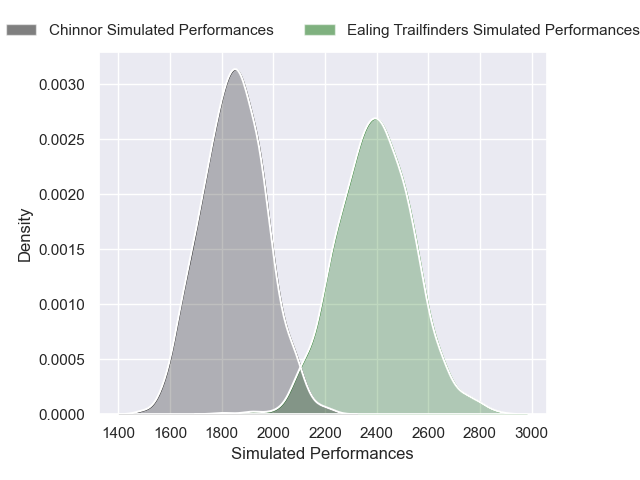 Chinnor Simulated Performances
Ealing Trailfinders Simulated Performances
0.0030
0.0025
0.0020
0.0015
0.0010
0.0005
0.0000
Density
1400 1600 1800 2000 2200 2400 2600 2800 3000
Simulated Performances